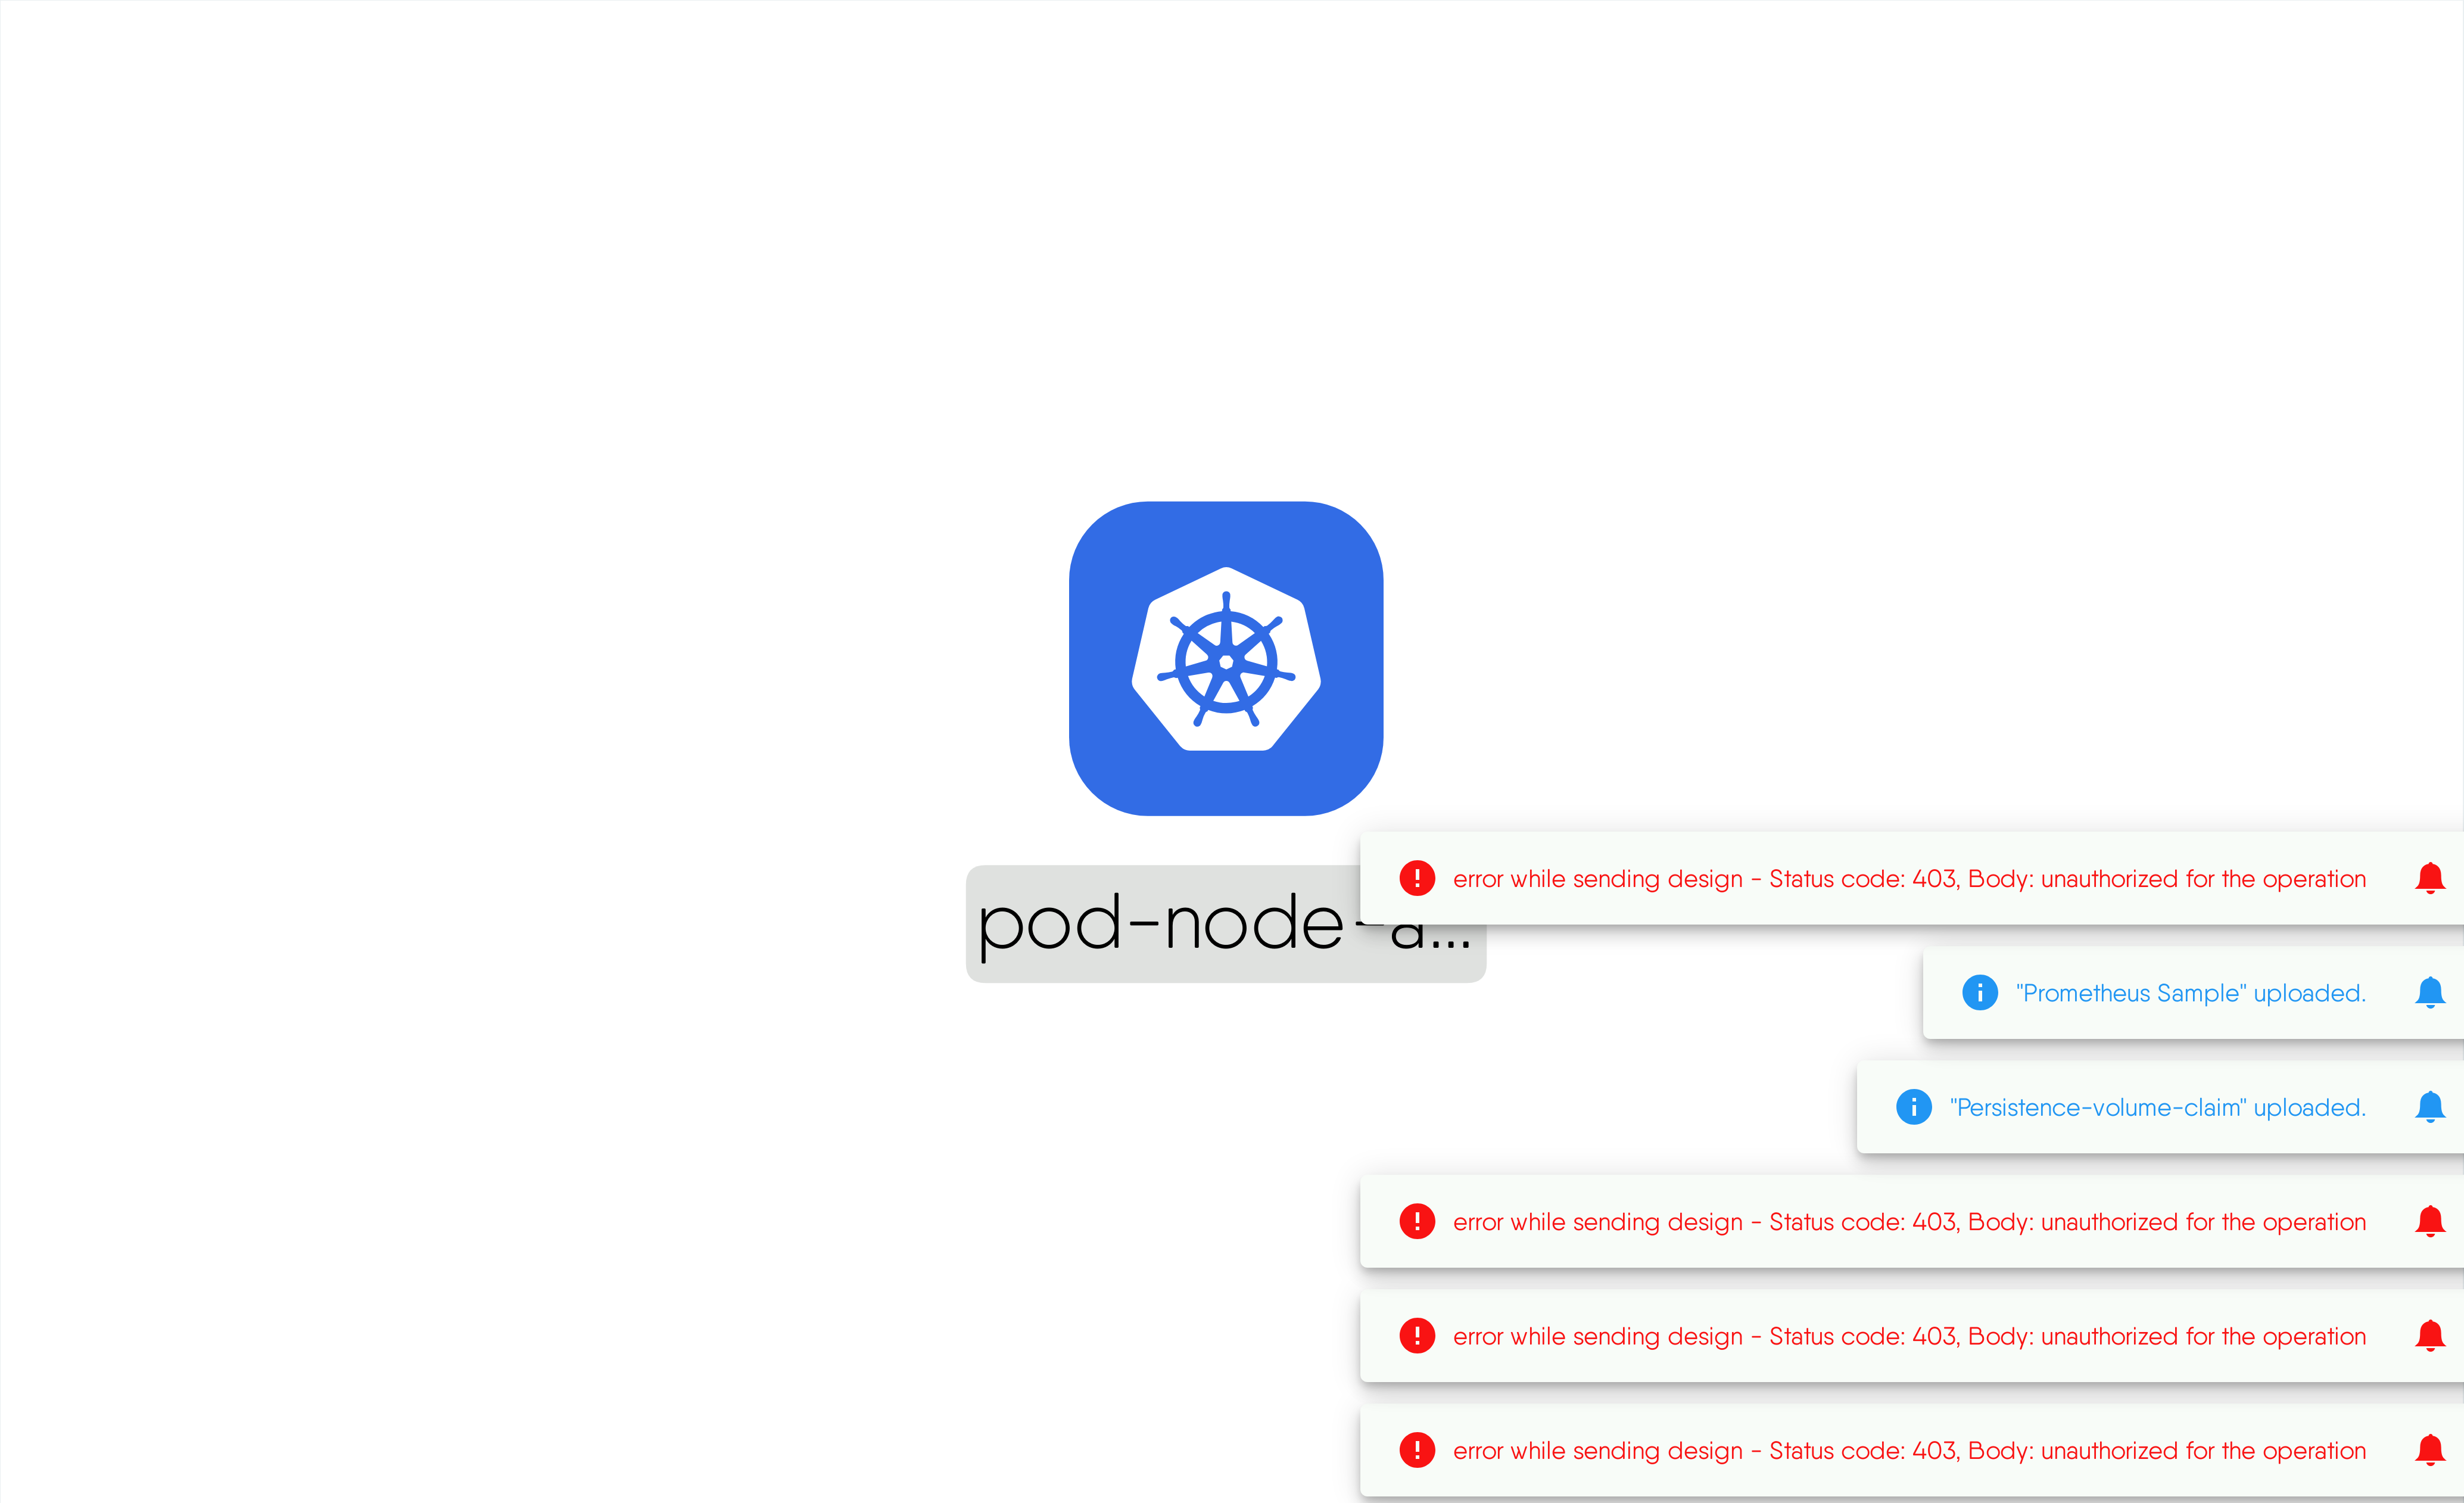 pod-node-a...
error while sending design - Status code: 403, Body: unauthorized for the operation
"Prometheus Sample" uploaded.
"Persistence-volume-claim" uploaded.
error while sending design - Status code: 403, Body: unauthorized for the operation
error while sending design - Status code: 403, Body: unauthorized for the operation
error while sending design - Status code: 403, Body: unauthorized for the operation